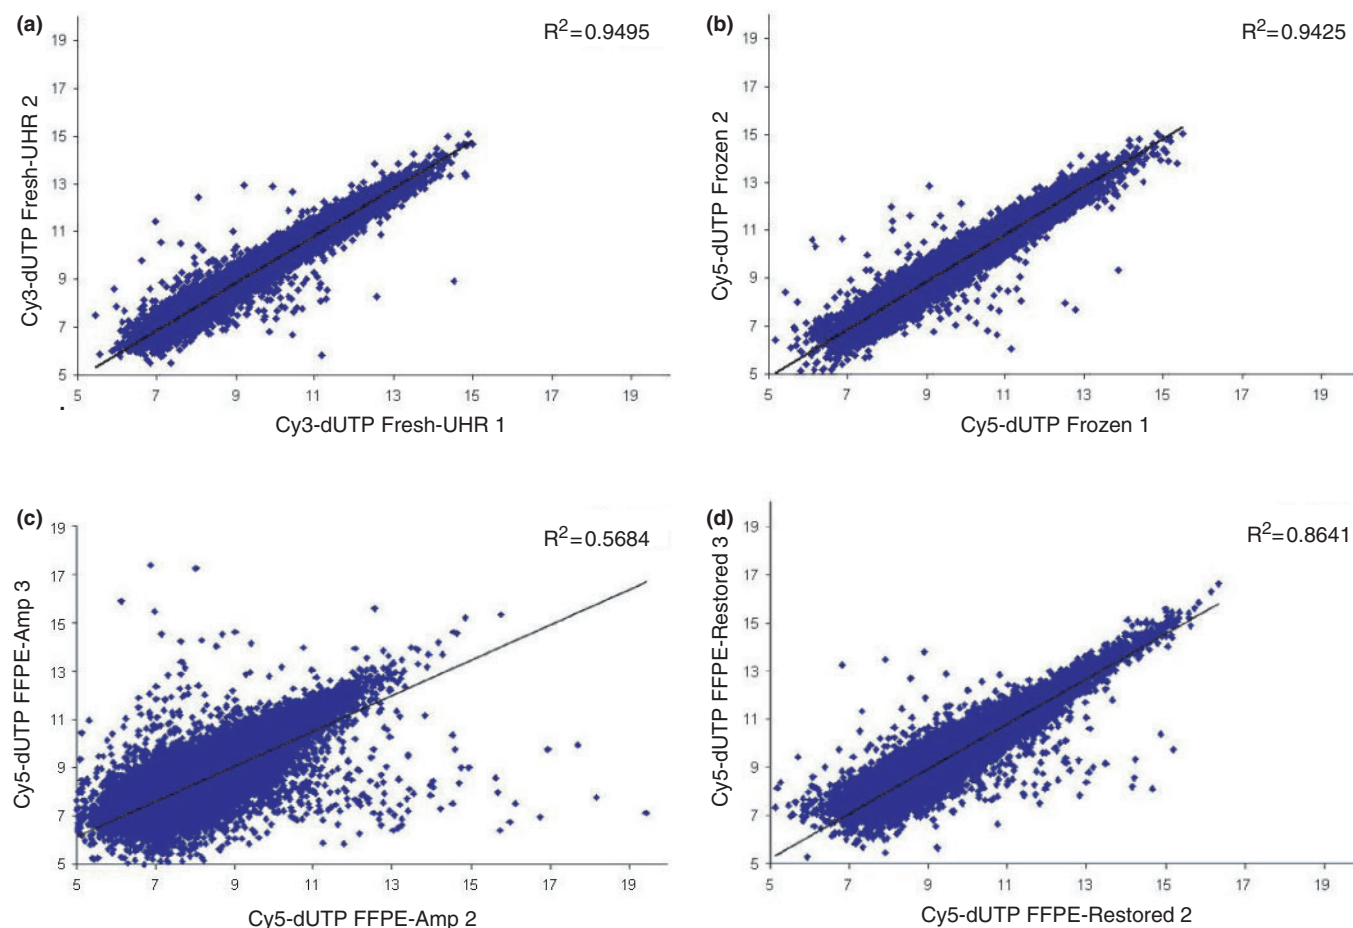 (a)
R²=0.9495
19
17
15
13
11
9
7
5
Cy3-dUTP Fresh-UHR 2
5 7 9 11 13 15 17 19
Cy3-dUTP Fresh-UHR 1
(b)
R²=0.9425
19
17
15
13
11
9
7
5
Cy5-dUTP Frozen 2
5 7 9 11 13 15 17 19
Cy5-dUTP Frozen 1
(c)
R²=0.5684
19
17
15
13
11
9
7
5
Cy5-dUTP FFPE-Amp 3
5 7 9 11 13 15 17 19
Cy5-dUTP FFPE-Amp 2
(d)
R²=0.8641
19
17
15
13
11
9
7
5
Cy5-dUTP FFPE-Restored 3
5 7 9 11 13 15 17 19
Cy5-dUTP FFPE-Restored 2